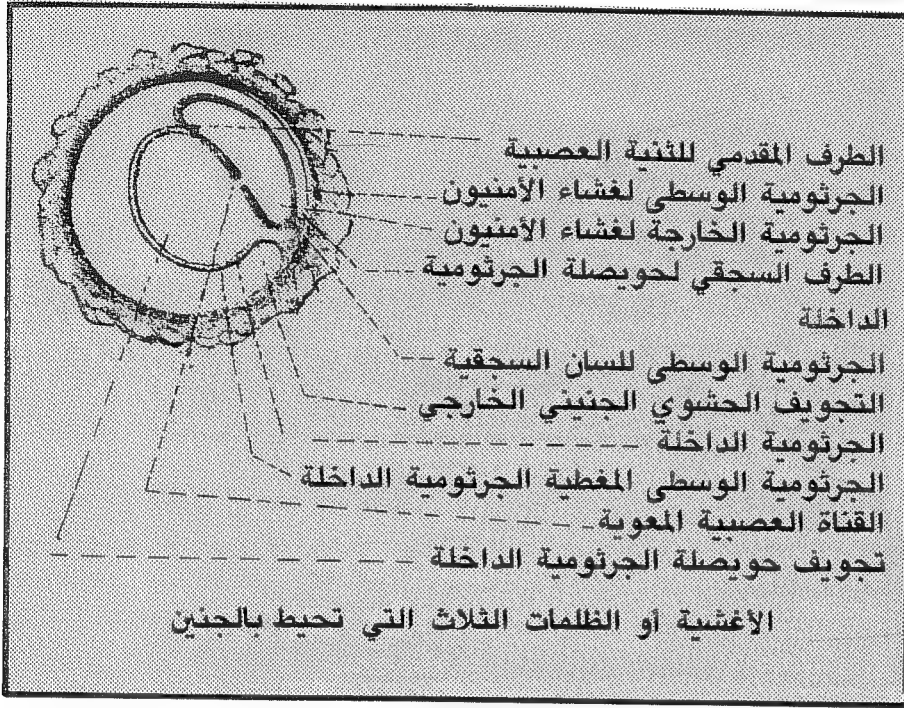 الطرف المقدمي للثنية العصبية
الجرثومية الوسطى لغشاء الأمنيون
الجرثومية الخارجة لغشاء الأمنيون
الطرف السجقي لحويصلة الجرثومية
الداخلة
الجرثومية الوسطى للسان السجقية
التجويف الحشوي الجنيني الخارجي
الجرثومية الداخلة
الجرثومية الوسطى المغطية الجرثومية الداخلة
القناة العصبية المعوية
تجويف حويصلة الجرثومية الداخلة
الأغشية أو الظلمات الثلاث التي تحيط بالجنين